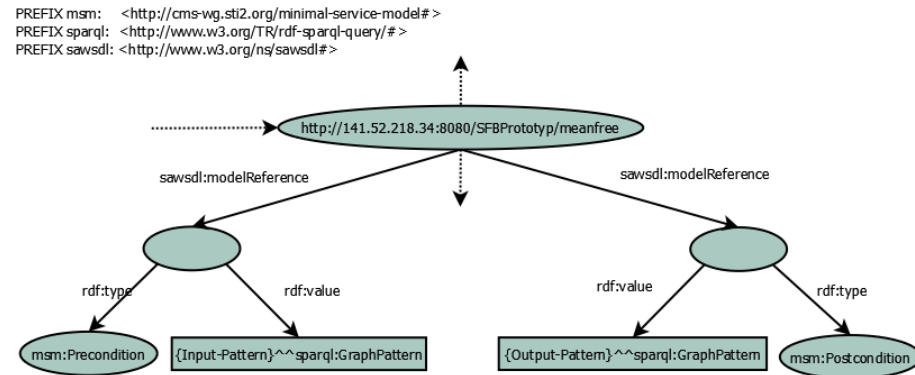 PREFIX msm: <http://cms-wg.sti2.org/minimal-service-model#>
PREFIX sparql: <http://www.w3.org/TR/rdf-sparql-query/#>
PREFIX sawsdl: <http://www.w3.org/ns/sawsdl#>
http://141.52.218.34:8080/SFBPrototyp/meanfree
sawsdl:modelReference
sawsdl:modelReference
rdf:type
rdf:value
rdf:value
rdf:type
msm:Precondition
{Input-Pattern}^^sparql:GraphPattern
{Output-Pattern}^^sparql:GraphPattern
msm:Postcondition